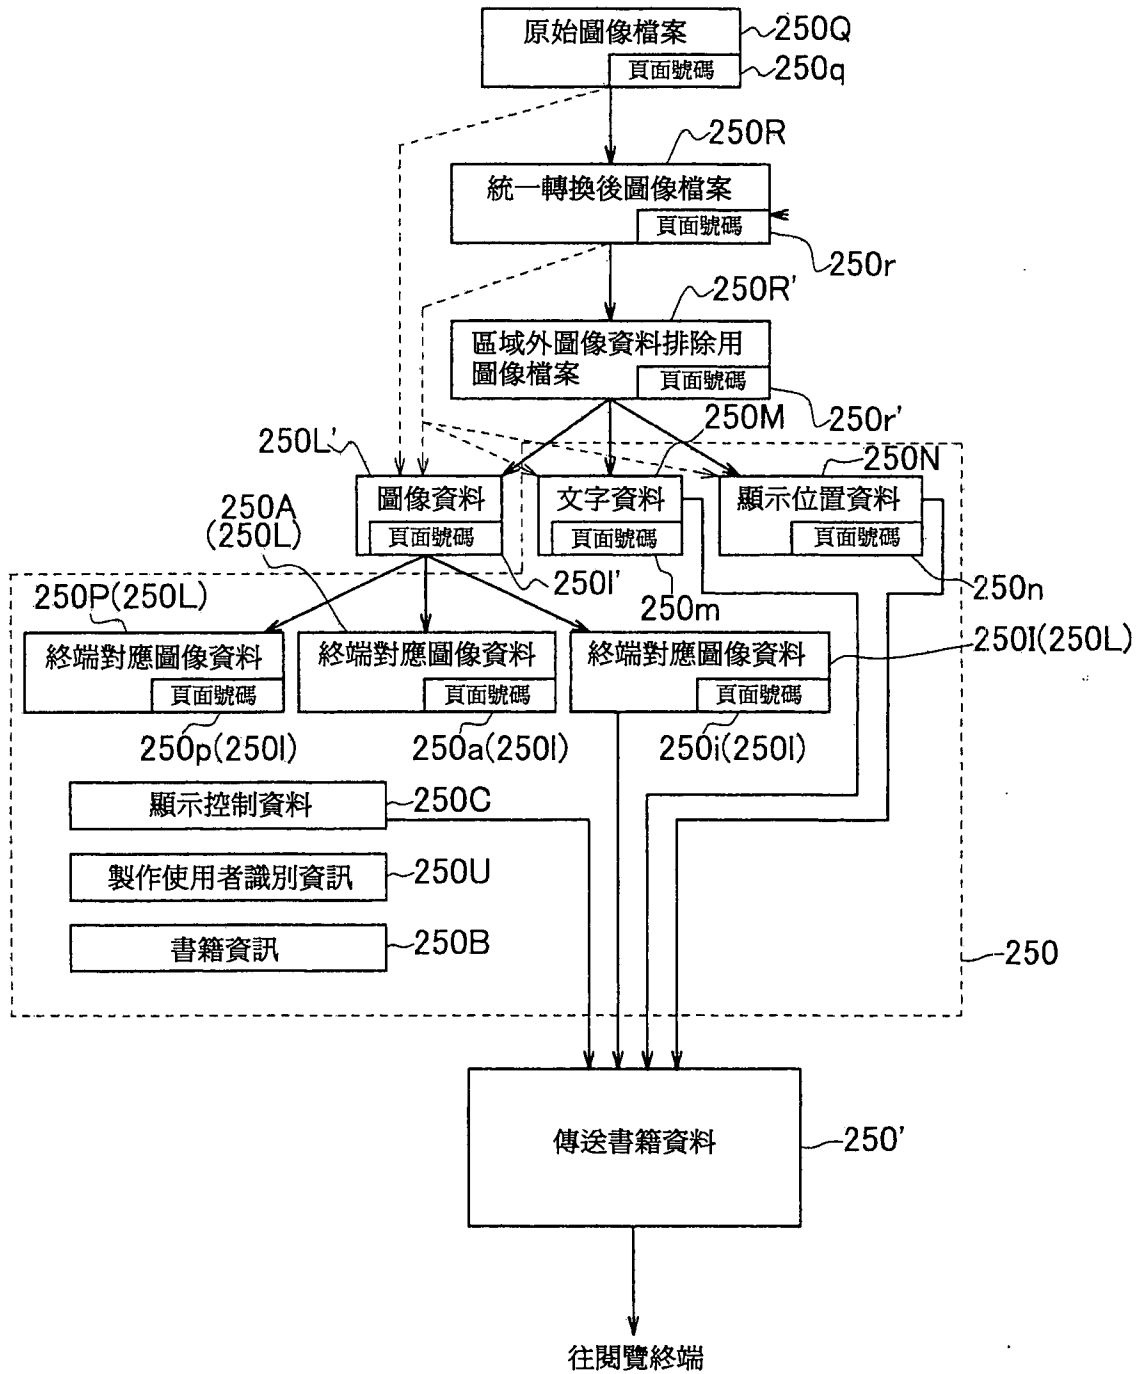 原始圖像檔案
250Q
頁面號碼
250q
250R
統一轉換後圖像檔案
頁面號碼
250r
250R'
區域外圖像資料排除用
圖像檔案
頁面號碼
250r'
250M
250L'
250N
圖像資料
文字資料
顯示位置資料
250A
(250L)
頁面號碼
頁面號碼
頁面號碼
250l'
250m
250n
250P(250L)
250I(250L)
終端對應圖像資料
終端對應圖像資料
終端對應圖像資料
頁面號碼
頁面號碼
頁面號碼
250p(250l)
250a(250l)
250i(250l)
顯示控制資料
250C
製作使用者識別資訊
250U
書籍資訊
250B
250
傳送書籍資料
250'
往閱覽終端